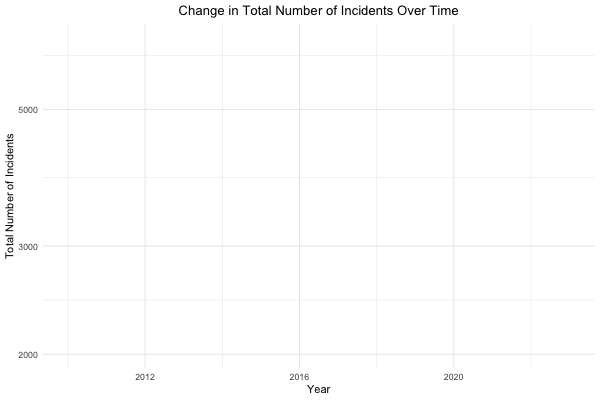 Change in Total Number of Incidents Over Time
Total Number of Incidents
5000
3000
2000
2012
2016
2020
Year